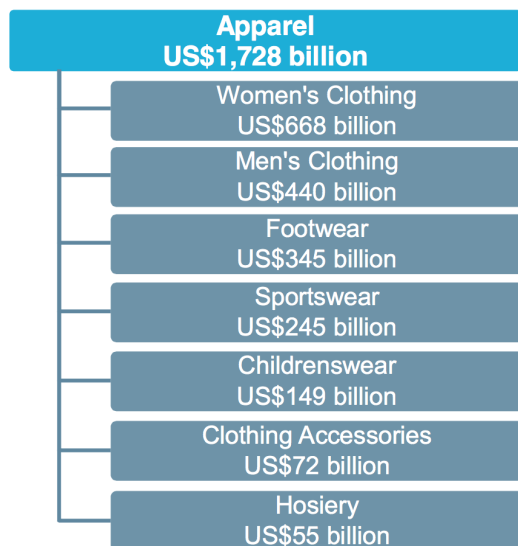 Apparel
US$1,728 billion
Women's Clothing
US$668 billion
Men's Clothing
US$440 billion
Footwear
US$345 billion
Sportswear
US$245 billion
Childrenswear
US$149 billion
Clothing Accessories
US$72 billion
Hosiery
US$55 billion